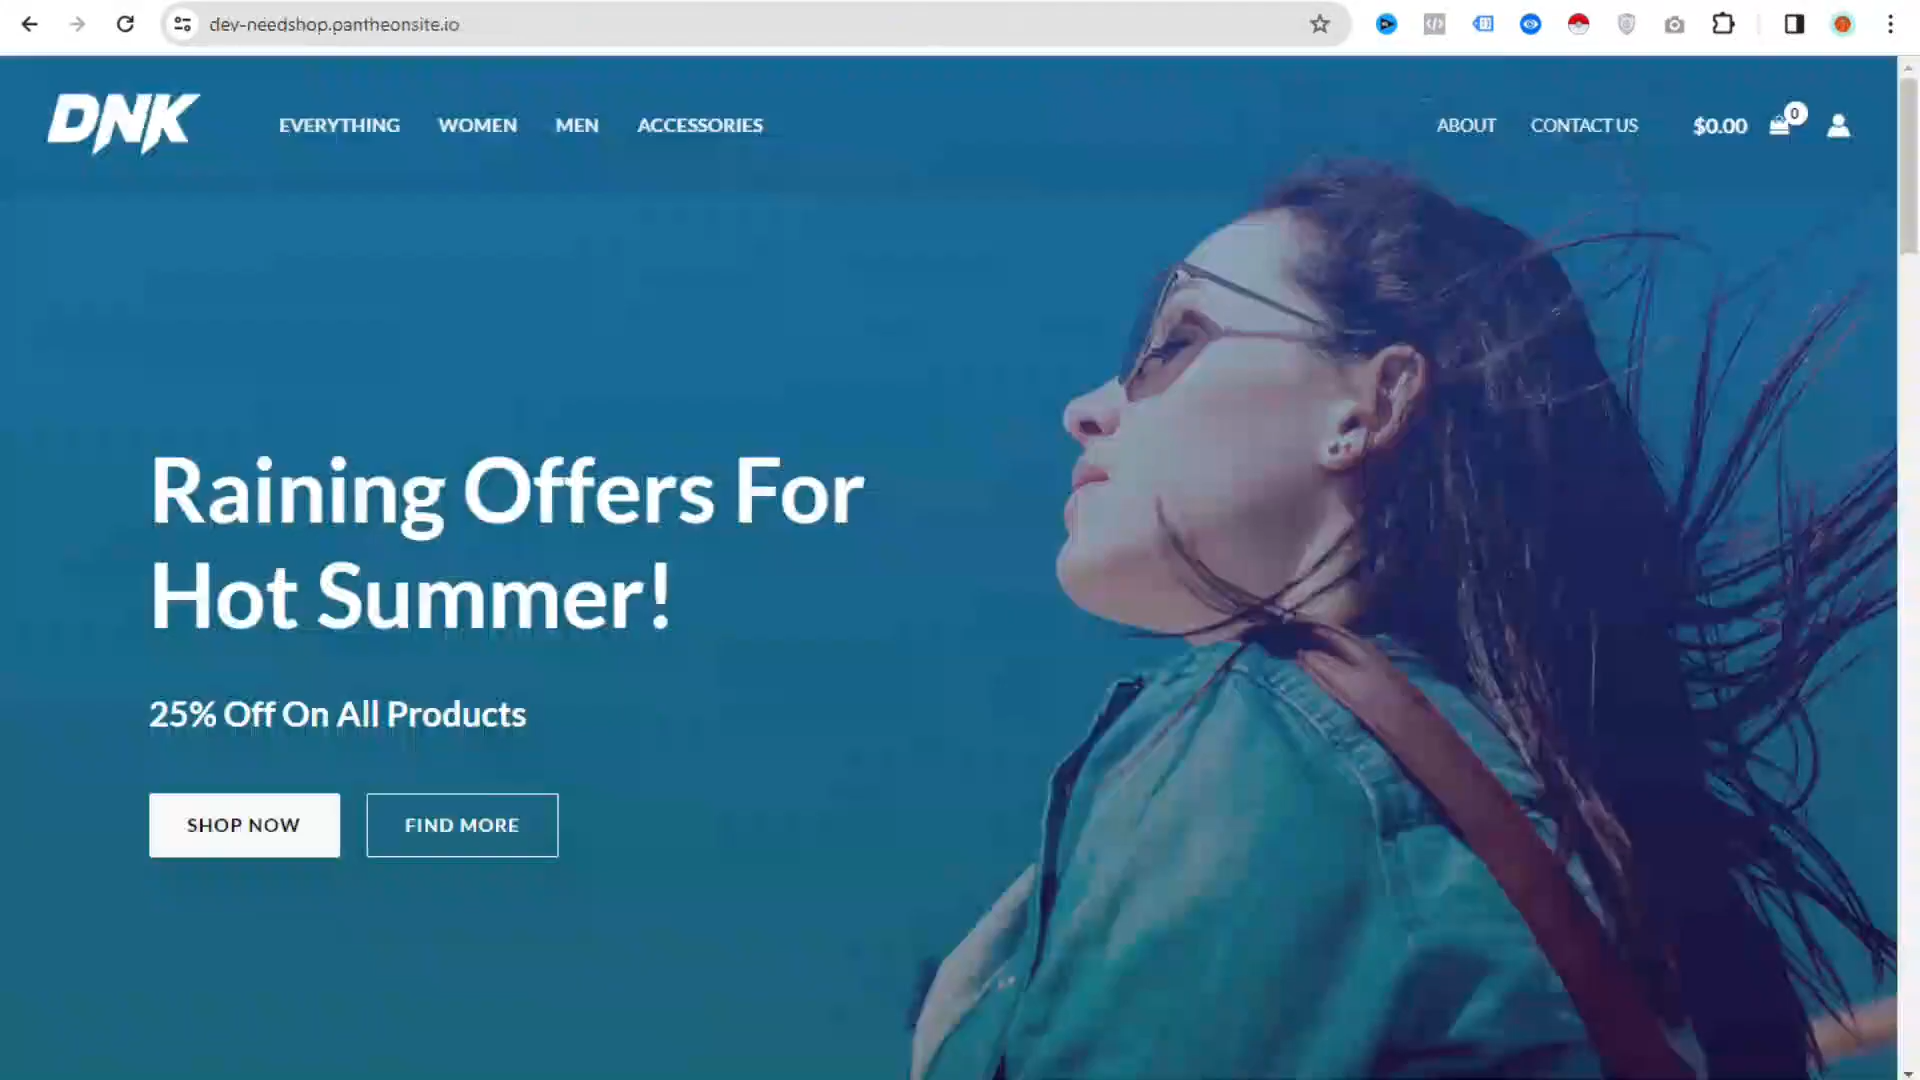 dev-needshop.pantheonsite.io
DNK EVERYTHING WOMEN MEN ACCESSORIES ABOUT CONTACT US $0.00 0
Raining Offers For
Hot Summer!
25% Off On All Products
SHOP NOW FIND MORE